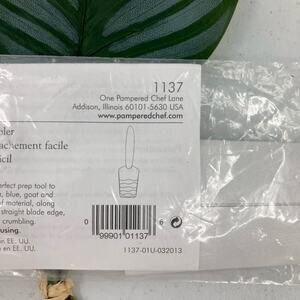 1137
One Pampered Chef Lane
Addison, Illinois 60101-5630 USA
www.pamperedchef.com
achement facile
cil
erfect prep tool to
, blue, goat and
of material, along
straight blade edge,
crumbling.
using.
in EE. UU.
en EE. UU.
0 99901 01137 6
1137-01U-032013